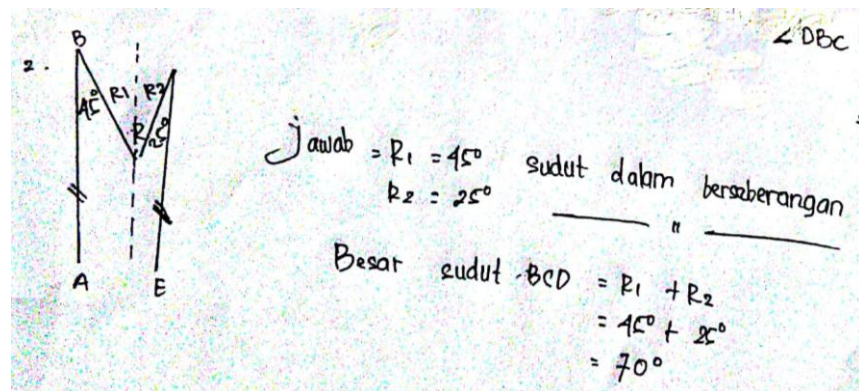 ∠DBC
2.
B
45°
R1
R2
R
25°
A
E
Jawab = R1 = 45° sudut dalam berseberangan
R2 = 25° ——— " ———
Besar sudut BCD = R1 + R2
= 45° + 25°
= 70°